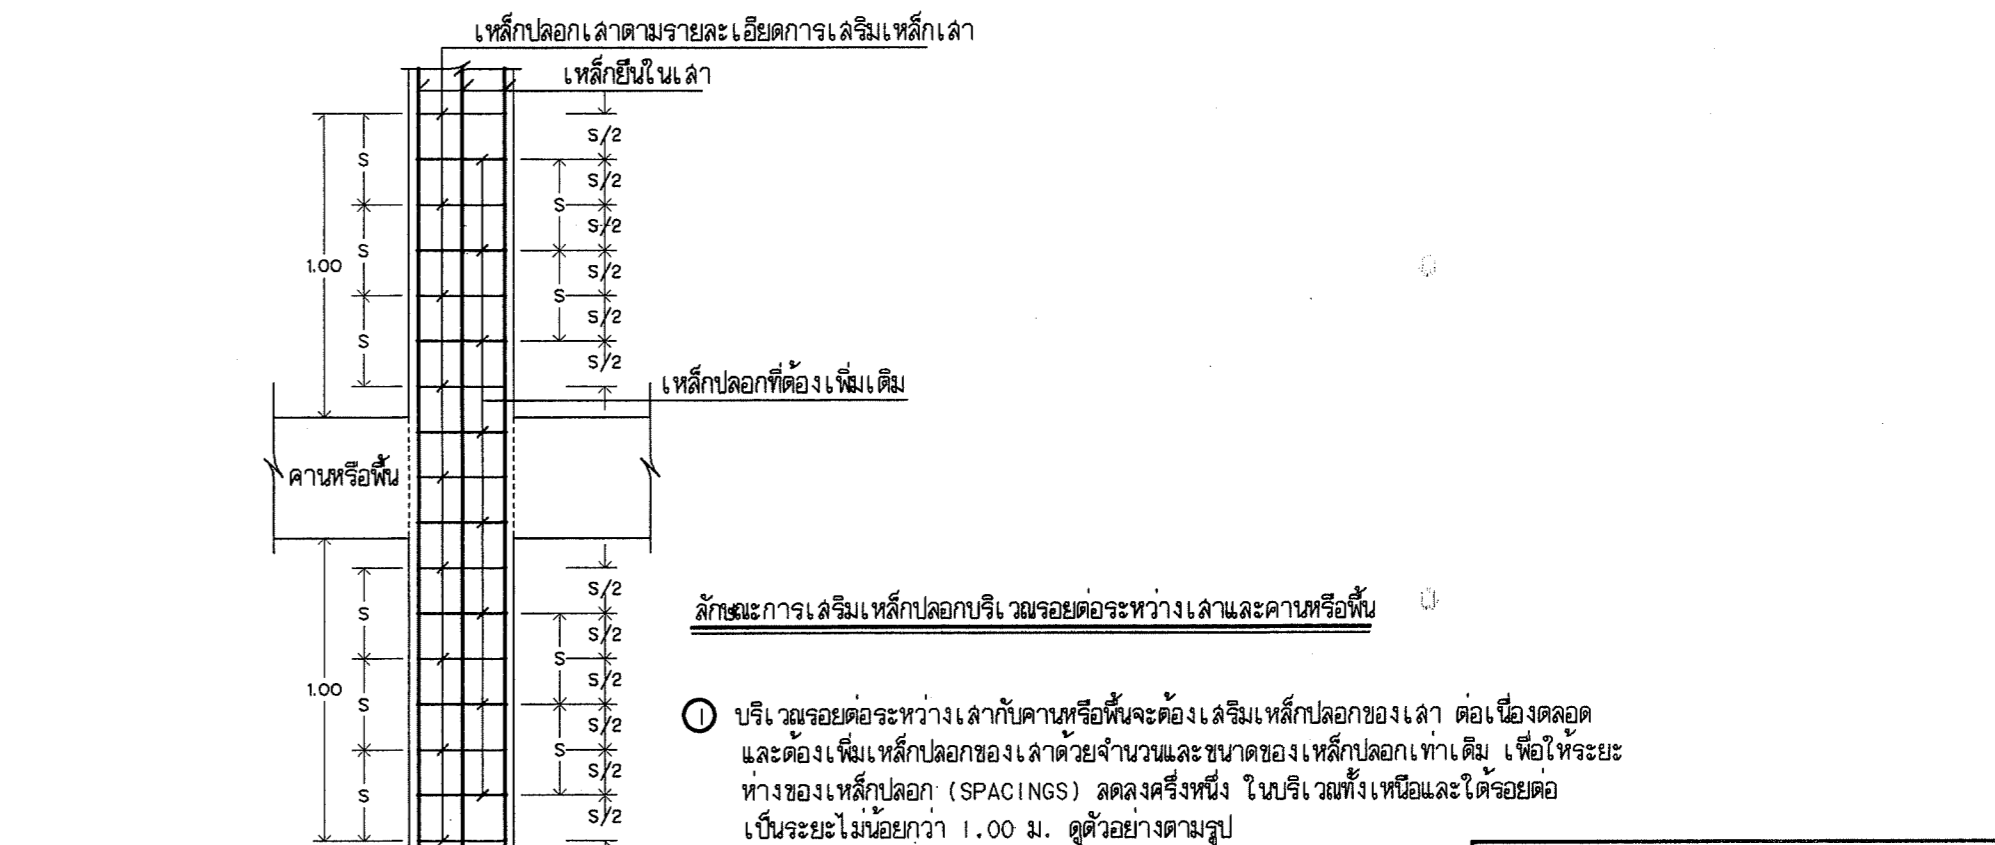 เหล็กปลอกเสาตามรายละเอียดการเสริมเหล็กเสา
เหล็กยืนในเสา
S/2
S
S/2
S/2
S
S
1.00
S/2
S
S
S/2
S
S/2
เหล็กปลอกที่ต้องเพิ่มเติม
คานหรือพื้น
S/2
S
S/2
S
1.00
S/2
S
S/2
S
S/2
S
S
S/2
ลักษณะการเสริมเหล็กปลอกบริเวณรอยต่อระหว่างเสาและคานหรือพื้น
1 บริเวณรอยต่อระหว่างเสากับคานหรือพื้นจะต้องเสริมเหล็กปลอกของเสา ต่อเนื่องตลอด
และต้องเพิ่มเหล็กปลอกของเสาด้วยจำนวนและขนาดของเหล็กปลอกเท่าเดิม เพื่อให้ระยะ
ห่างของเหล็กปลอก (SPACINGS) ลดลงครึ่งหนึ่ง ในบริเวณทั้งเหนือและใต้รอยต่อ
เป็นระยะไม่น้อยกว่า 1.00 ม. ดูตัวอย่างตามรูป